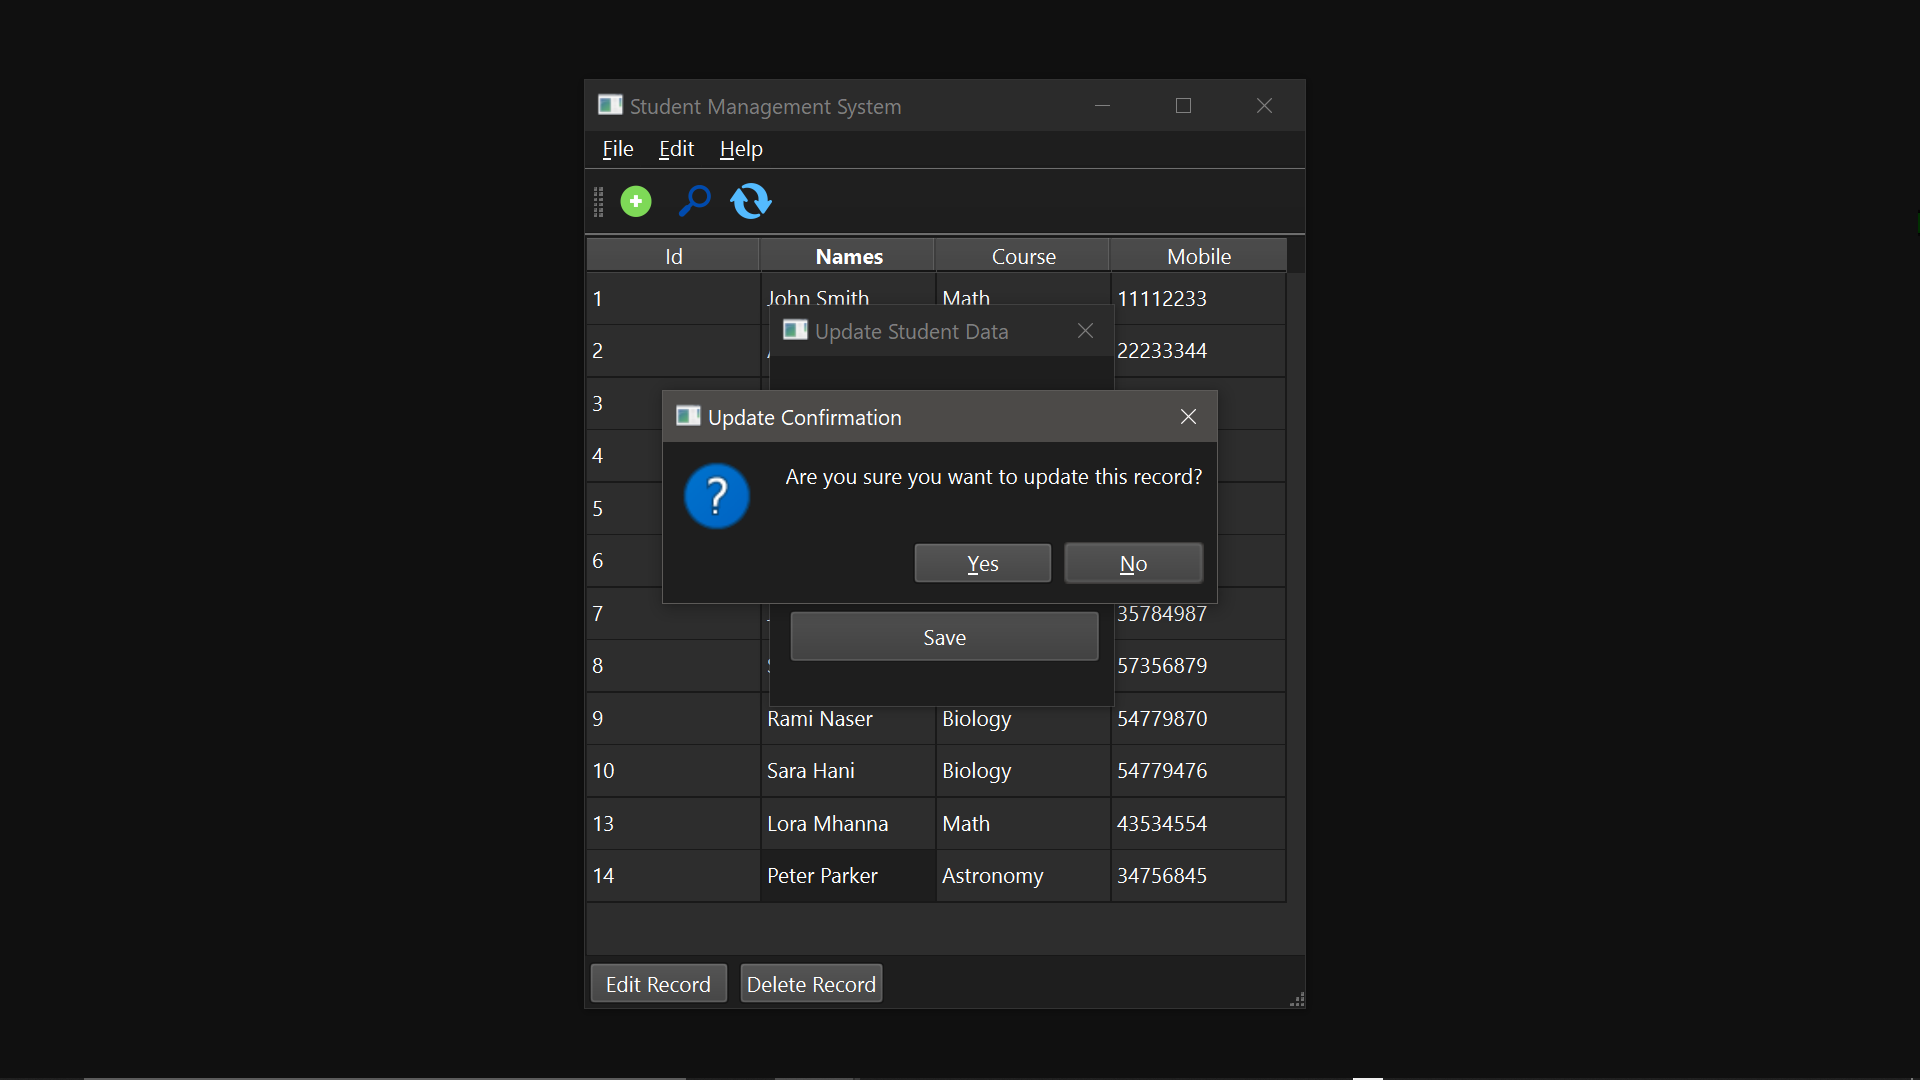 Student Management System
File Edit Help
Id Names Course Mobile
1 John Smith Math 11112233
Update Student Data
2 22233344
3
Update Confirmation
4
Are you sure you want to update this record?
5
6
Yes No
7 35784987
Save
8 57356879
9 Rami Naser Biology 54779870
10 Sara Hani Biology 54779476
13 Lora Mhanna Math 43534554
14 Peter Parker Astronomy 34756845
Edit Record Delete Record